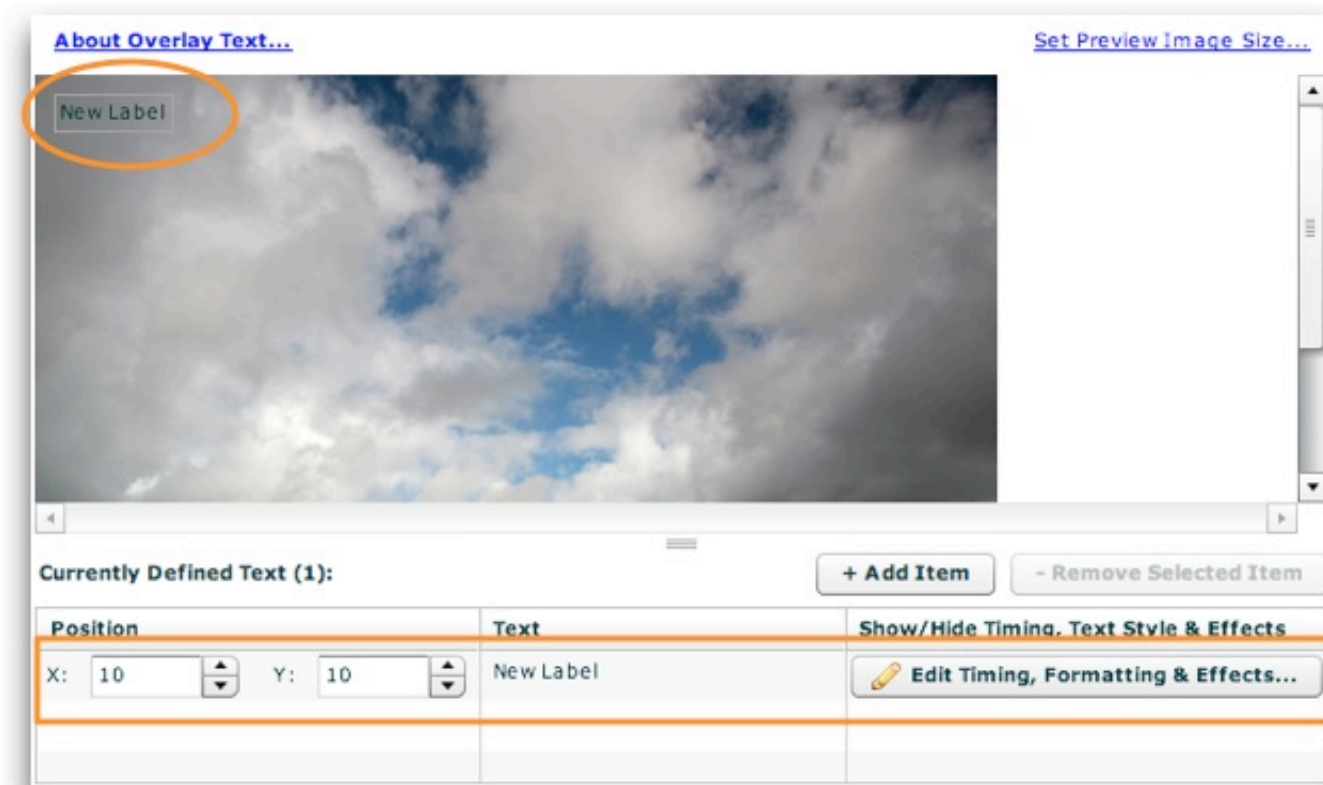 About Overlay Text... Set Preview Image Size...
New Label
Currently Defined Text (1): + Add Item - Remove Selected Item
Position Text Show/Hide Timing, Text Style & Effects
X: 10 Y: 10 New Label Edit Timing, Formatting & Effects...